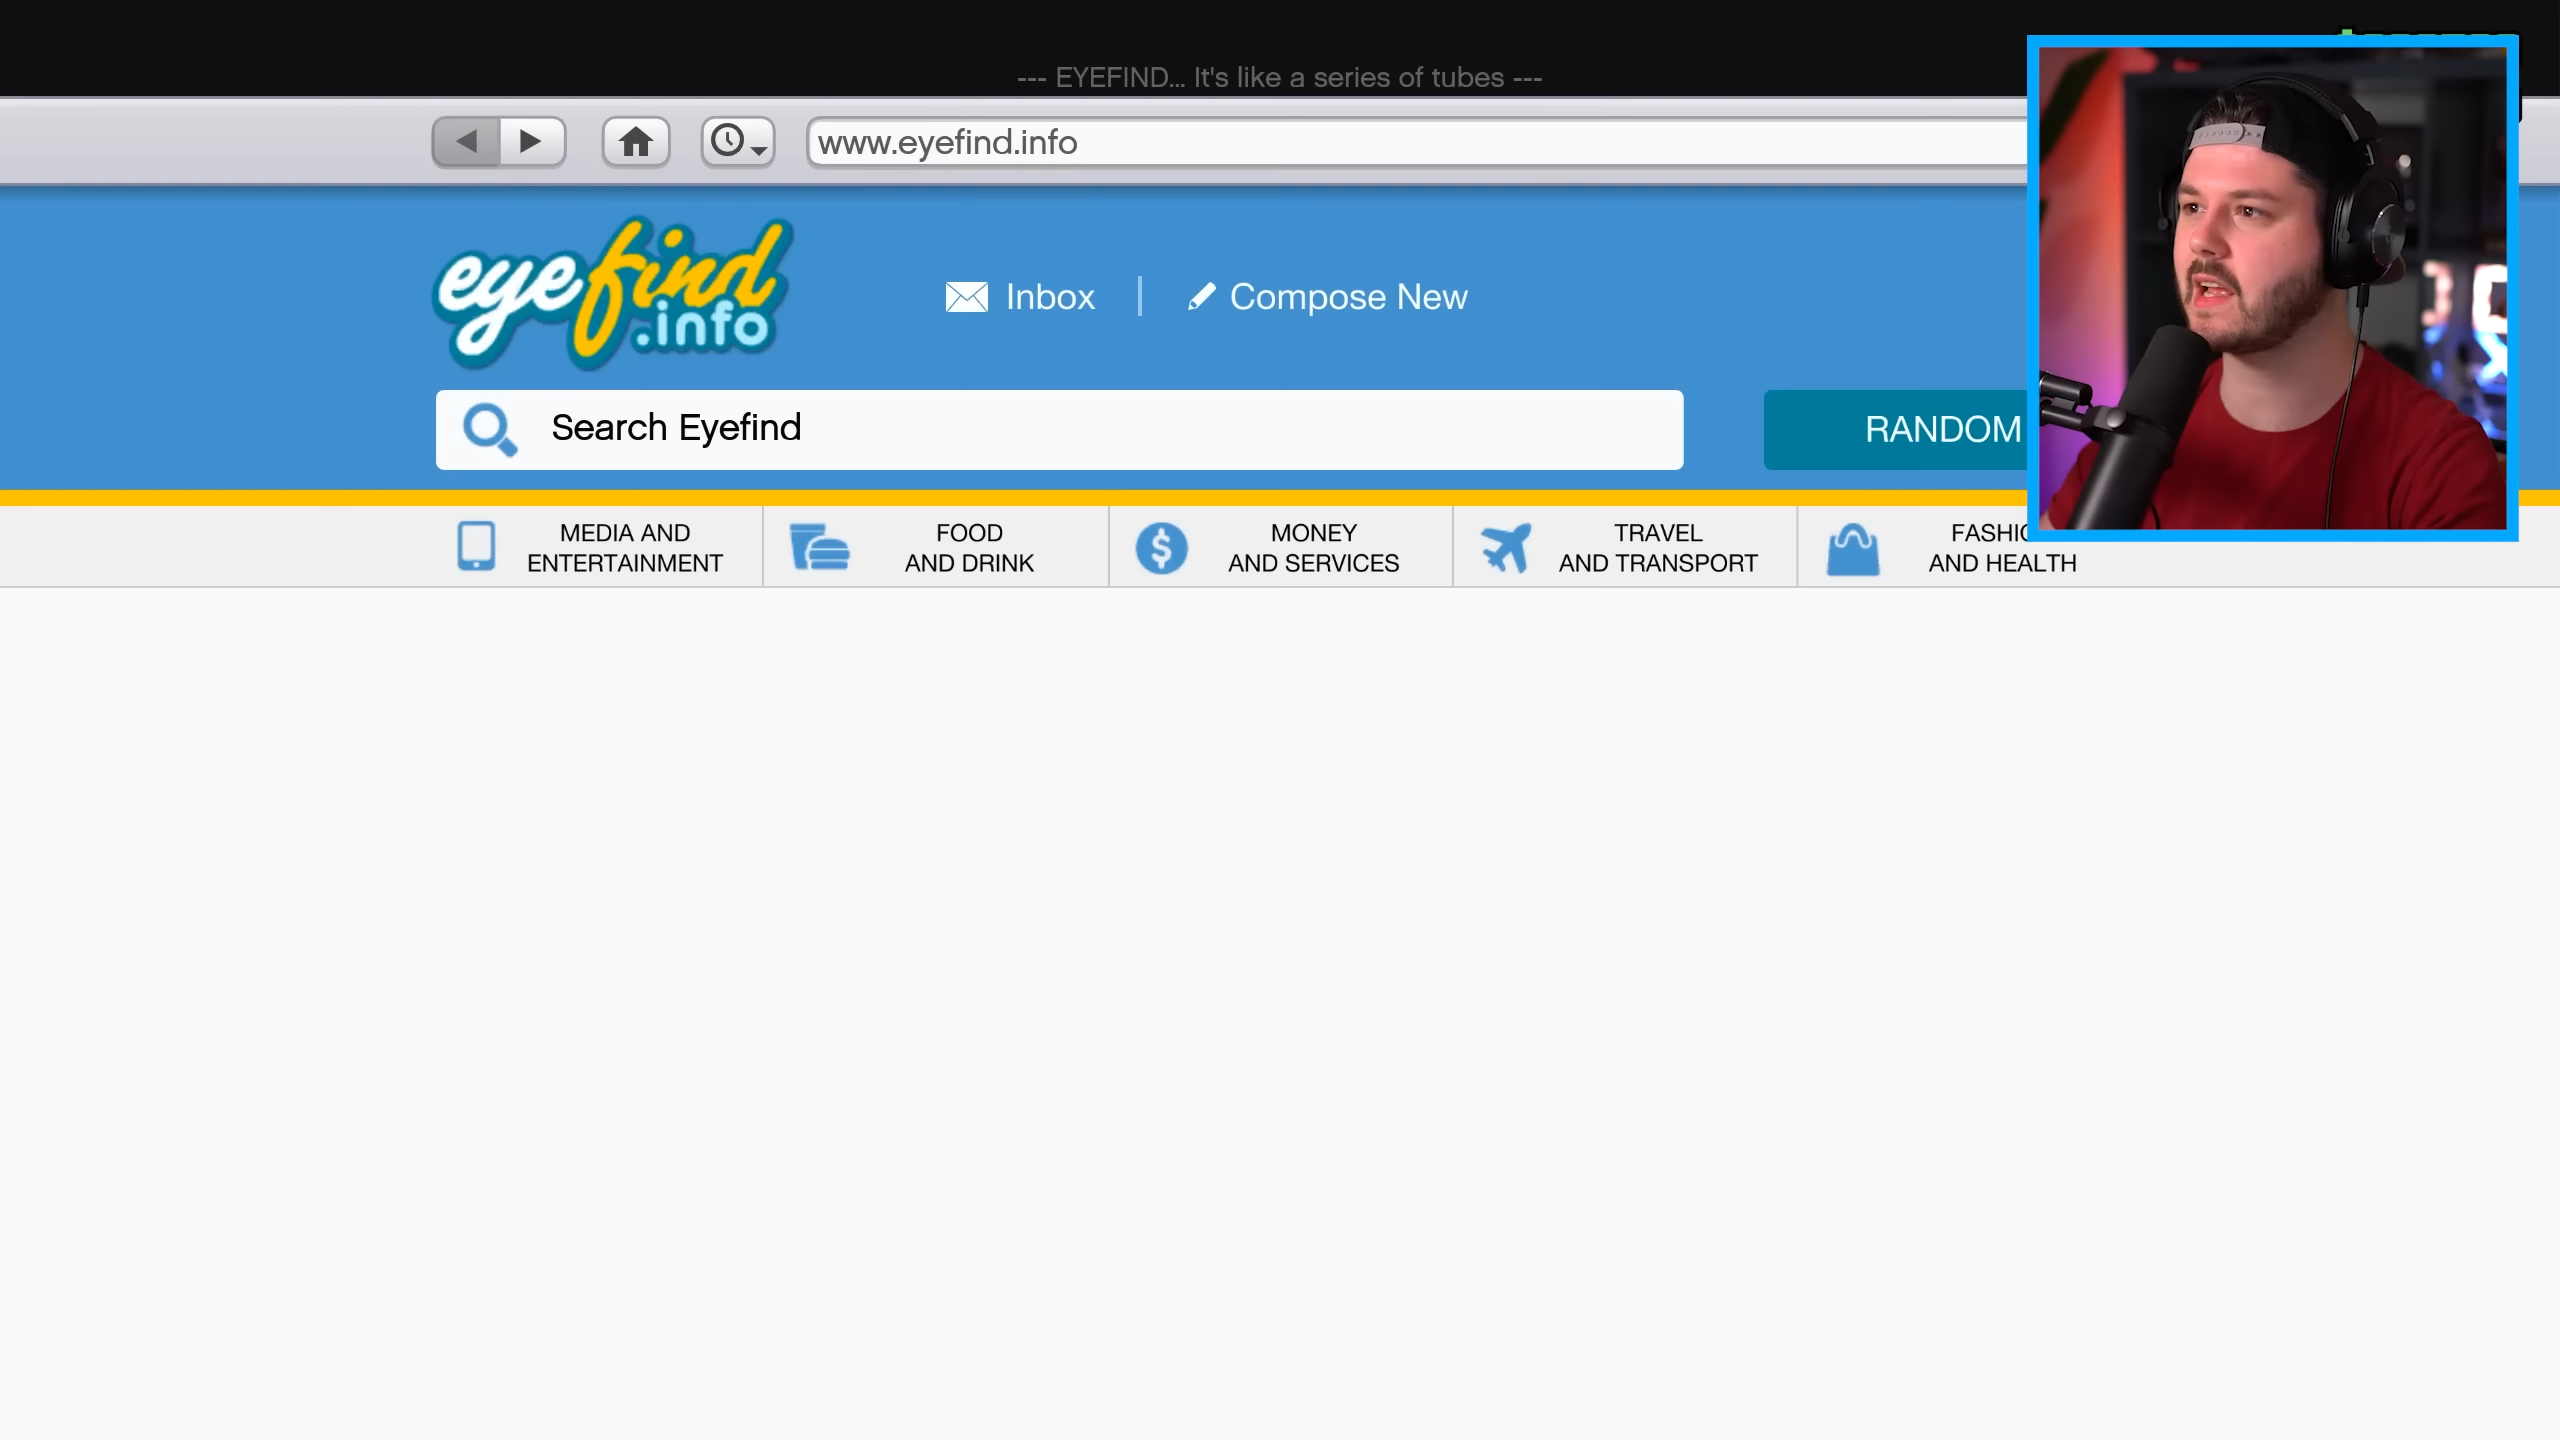 --- EYEFIND... It's like a series of tubes ---
www.eyefind.info
eyefind
.info
Inbox
Compose New
Search Eyefind
RANDOM
MEDIA AND
ENTERTAINMENT
FOOD
AND DRINK
MONEY
AND SERVICES
TRAVEL
AND TRANSPORT
AND HEALTH